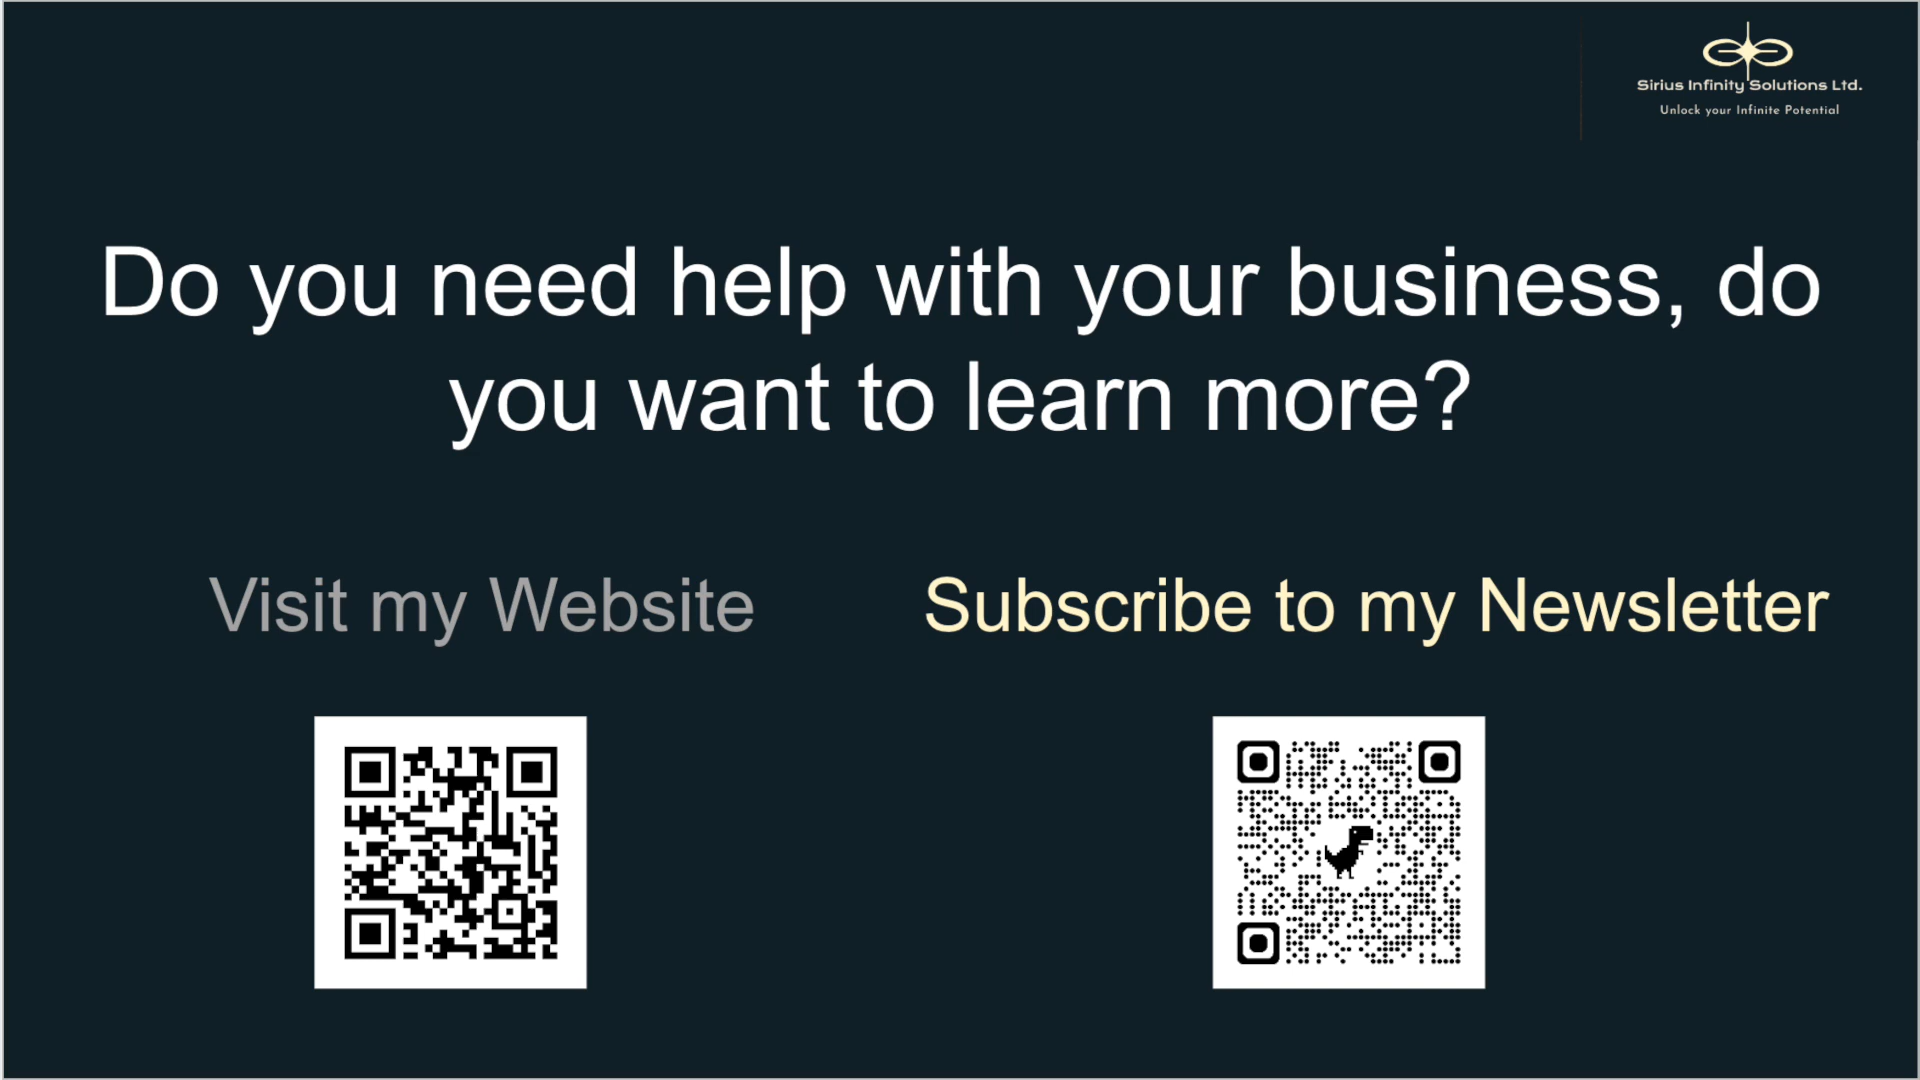 Sirius Infinity Solutions Ltd.
Unlock your Infinite Potential
Do you need help with your business, do
you want to learn more?
Visit my Website
Subscribe to my Newsletter